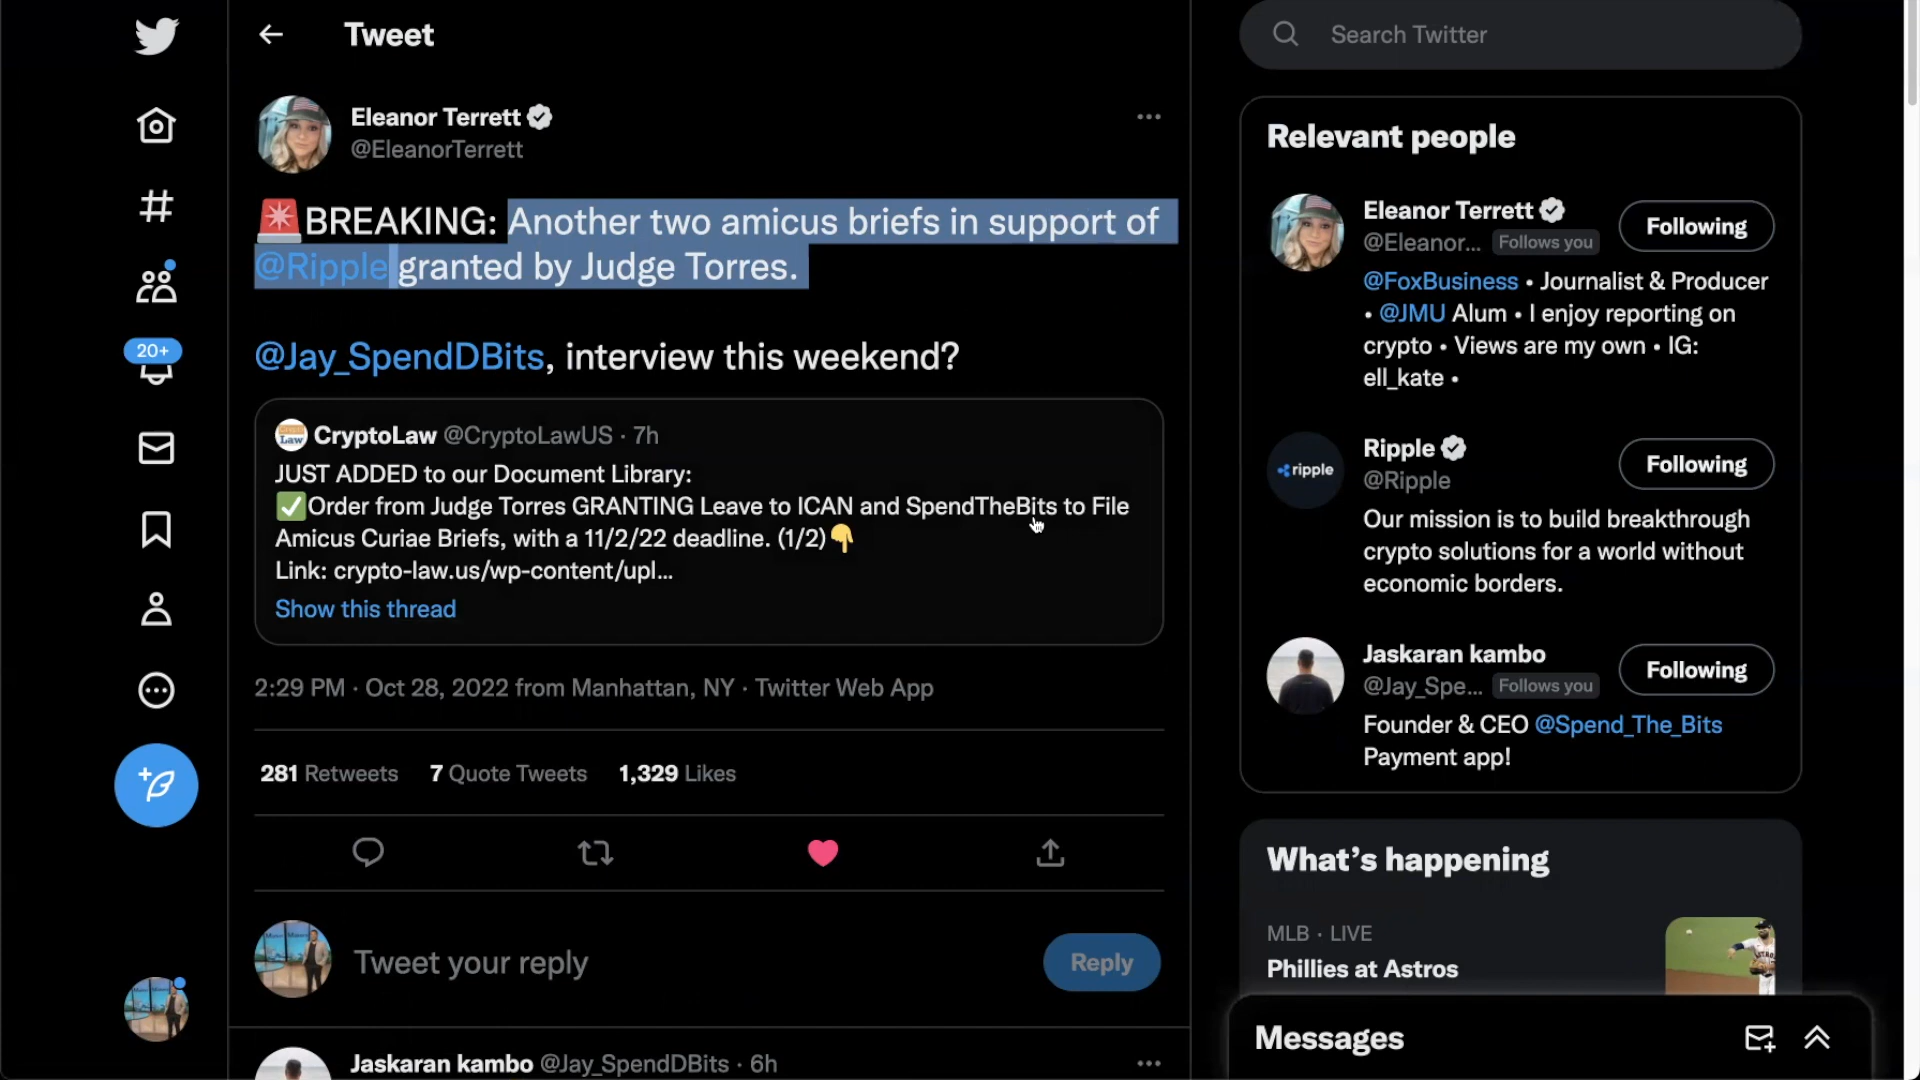 Tweet
Eleanor Terrett
@EleanorTerrett
🚨BREAKING: Another two amicus briefs in support of
@Ripple granted by Judge Torres.
@Jay_SpendDBits, interview this weekend?
CryptoLaw @CryptoLawUS · 7h
JUST ADDED to our Document Library:
✅Order from Judge Torres GRANTING Leave to ICAN and SpendTheBits to File
Amicus Curiae Briefs, with a 11/2/22 deadline. (1/2)👇
Link: crypto-law.us/wp-content/upl...
Show this thread
2:29 PM · Oct 28, 2022 from Manhattan, NY · Twitter Web App
281 Retweets 7 Quote Tweets 1,329 Likes
Tweet your reply
Reply
Jaskaran kambo @Jay_SpendDBits · 6h
20+
Search Twitter
Relevant people
Eleanor Terrett
@Eleanor... Follows you
Following
@FoxBusiness • Journalist & Producer
• @JMU Alum • I enjoy reporting on
crypto • Views are my own • IG:
ell_kate •
ripple
Ripple
@Ripple
Following
Our mission is to build breakthrough
crypto solutions for a world without
economic borders.
Jaskaran kambo
@Jay_Spe... Follows you
Following
Founder & CEO @Spend_The_Bits
Payment app!
What's happening
MLB · LIVE
Phillies at Astros
Messages